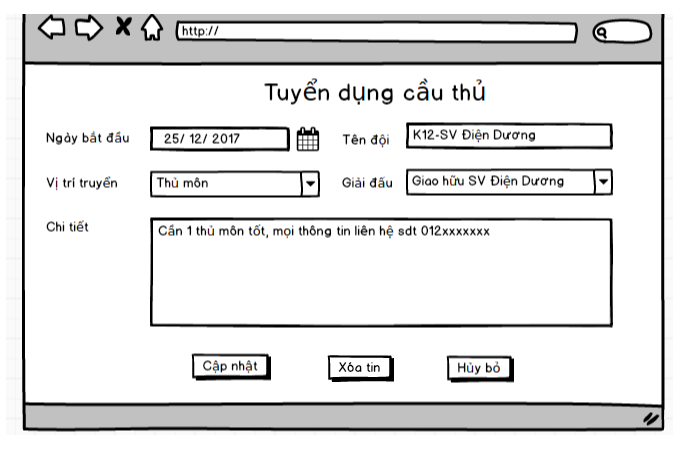 http://
Tuyển dụng cầu thủ
Ngày bắt đầu 25/ 12/ 2017 Tên đội K12-SV Điện Dương
Vị trí truyển Thủ môn Giải đấu Giao hữu SV Điện Dương
Chi tiết Cần 1 thủ môn tốt, mọi thông tin liên hệ sdt 012xxxxxxx
Cập nhật Xóa tin Hủy bỏ